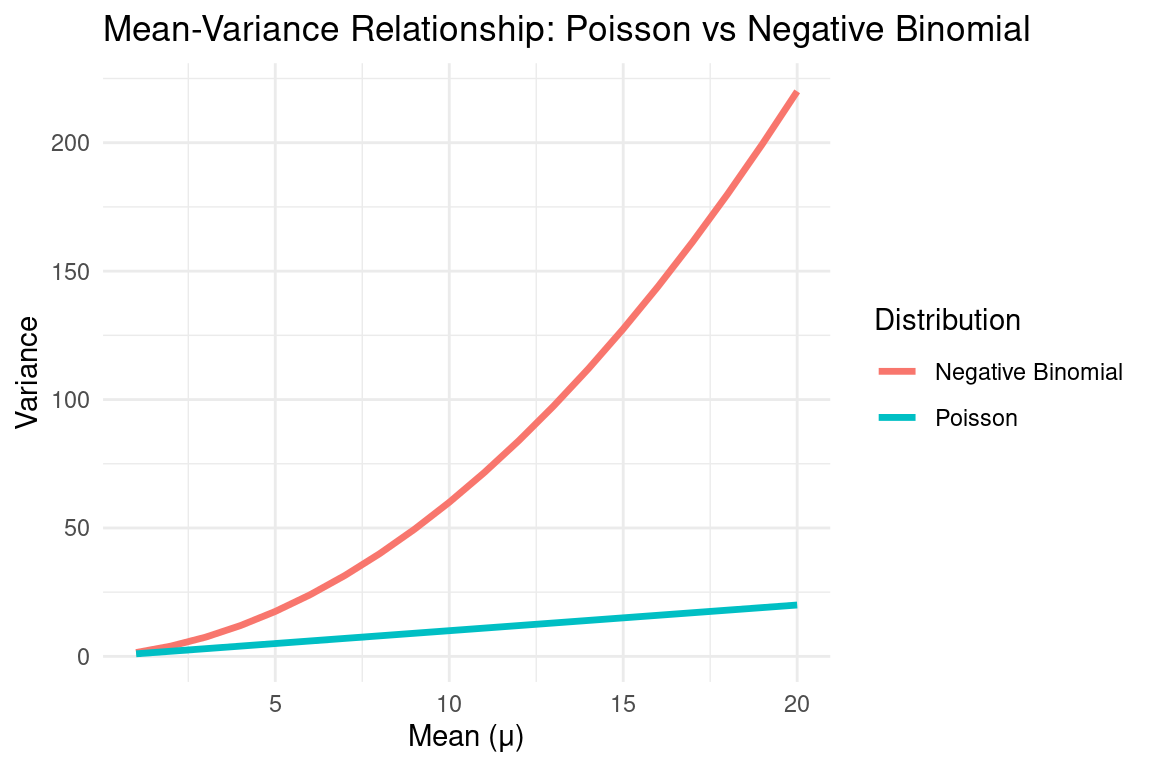 Mean-Variance Relationship: Poisson vs Negative Binomial
Variance
200
150
100
50
0
5 10 15 20
Mean (μ)
Distribution
Negative Binomial
Poisson